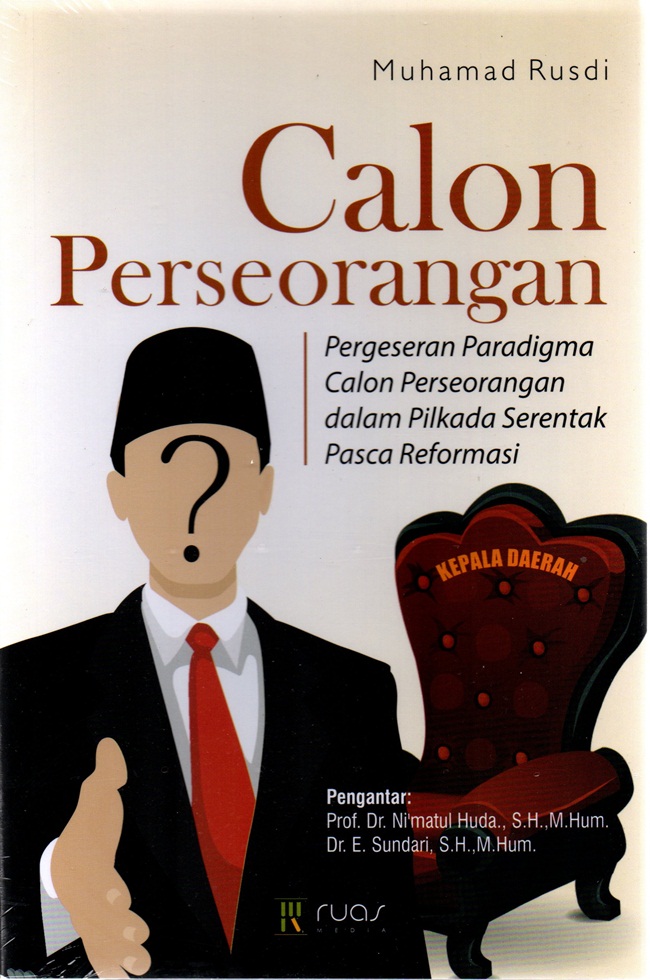 Muhamad Rusdi
Calon
Perseorangan
Pergeseran Paradigma
Calon Perseorangan
dalam Pilkada Serentak
Pasca Reformasi
?
KEPALA DAERAH
Pengantar:
Prof. Dr. Ni'matul Huda., S.H.,M.Hum.
Dr. E. Sundari, S.H.,M.Hum.
ruas
MEDIA